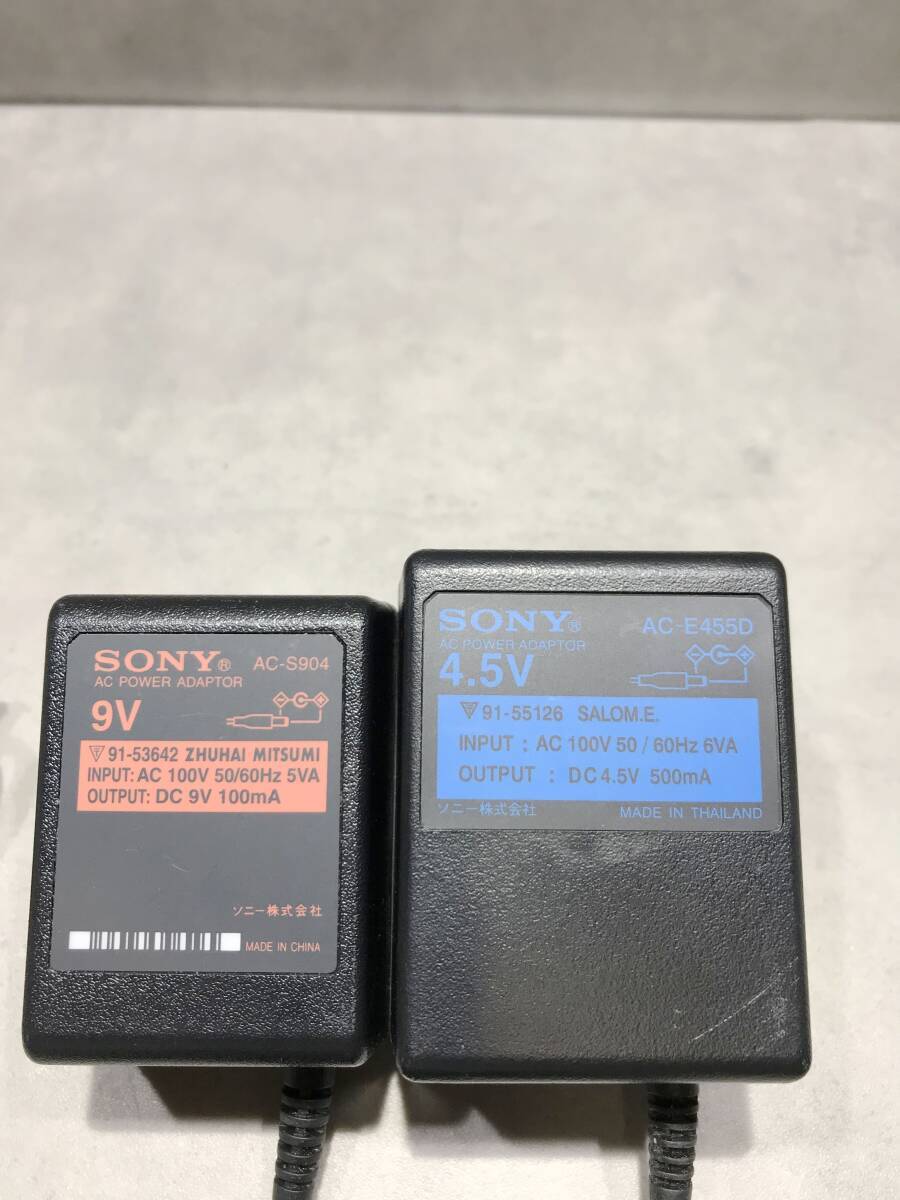 SONY® AC-S904
AC POWER ADAPTOR
9V
91-53642 ZHUHAI MITSUMI
INPUT: AC 100V 50/60Hz 5VA
OUTPUT: DC 9V 100mA
ソニー株式会社
MADE IN CHINA
SONY® AC-E455D
AC POWER ADAPTOR
4.5V
91-55126 SALOM.E.
INPUT : AC 100V 50 / 60Hz 6VA
OUTPUT : DC 4.5V 500mA
ソニー株式会社 MADE IN THAILAND